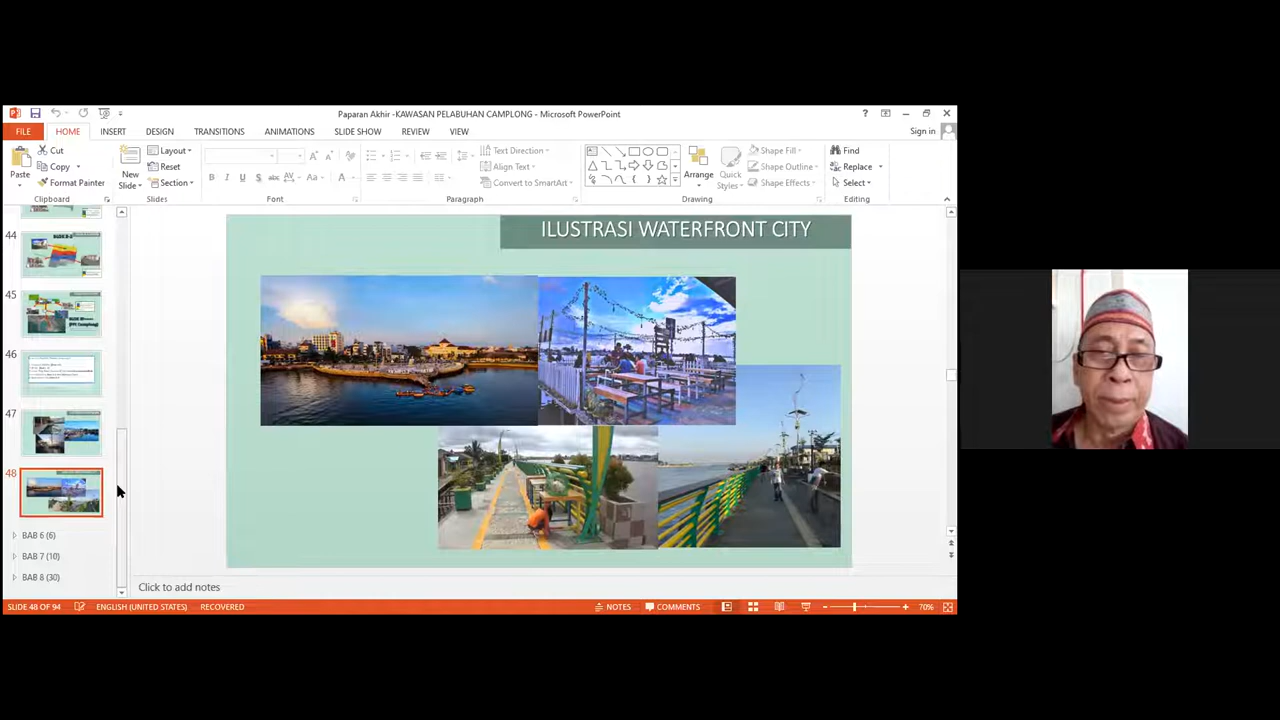 Paparan Akhir -KAWASAN PELABUHAN CAMPLONG - Microsoft PowerPoint
FILE HOME INSERT DESIGN TRANSITIONS ANIMATIONS SLIDE SHOW REVIEW VIEW Sign in
Paste
Cut
Copy
Format Painter
Clipboard
New
Slide
Layout
Reset
Section
Slides
Font
Text Direction
Align Text
Convert to SmartArt
Paragraph
Arrange
Quick
Styles
Shape Fill
Shape Outline
Shape Effects
Drawing
Find
Replace
Select
Editing
44
45
46
47
48
BAB 6 (6)
BAB 7 (10)
BAB 8 (30)
ILUSTRASI WATERFRONT CITY
Click to add notes
SLIDE 48 OF 94 ENGLISH (UNITED STATES) RECOVERED NOTES COMMENTS 70%